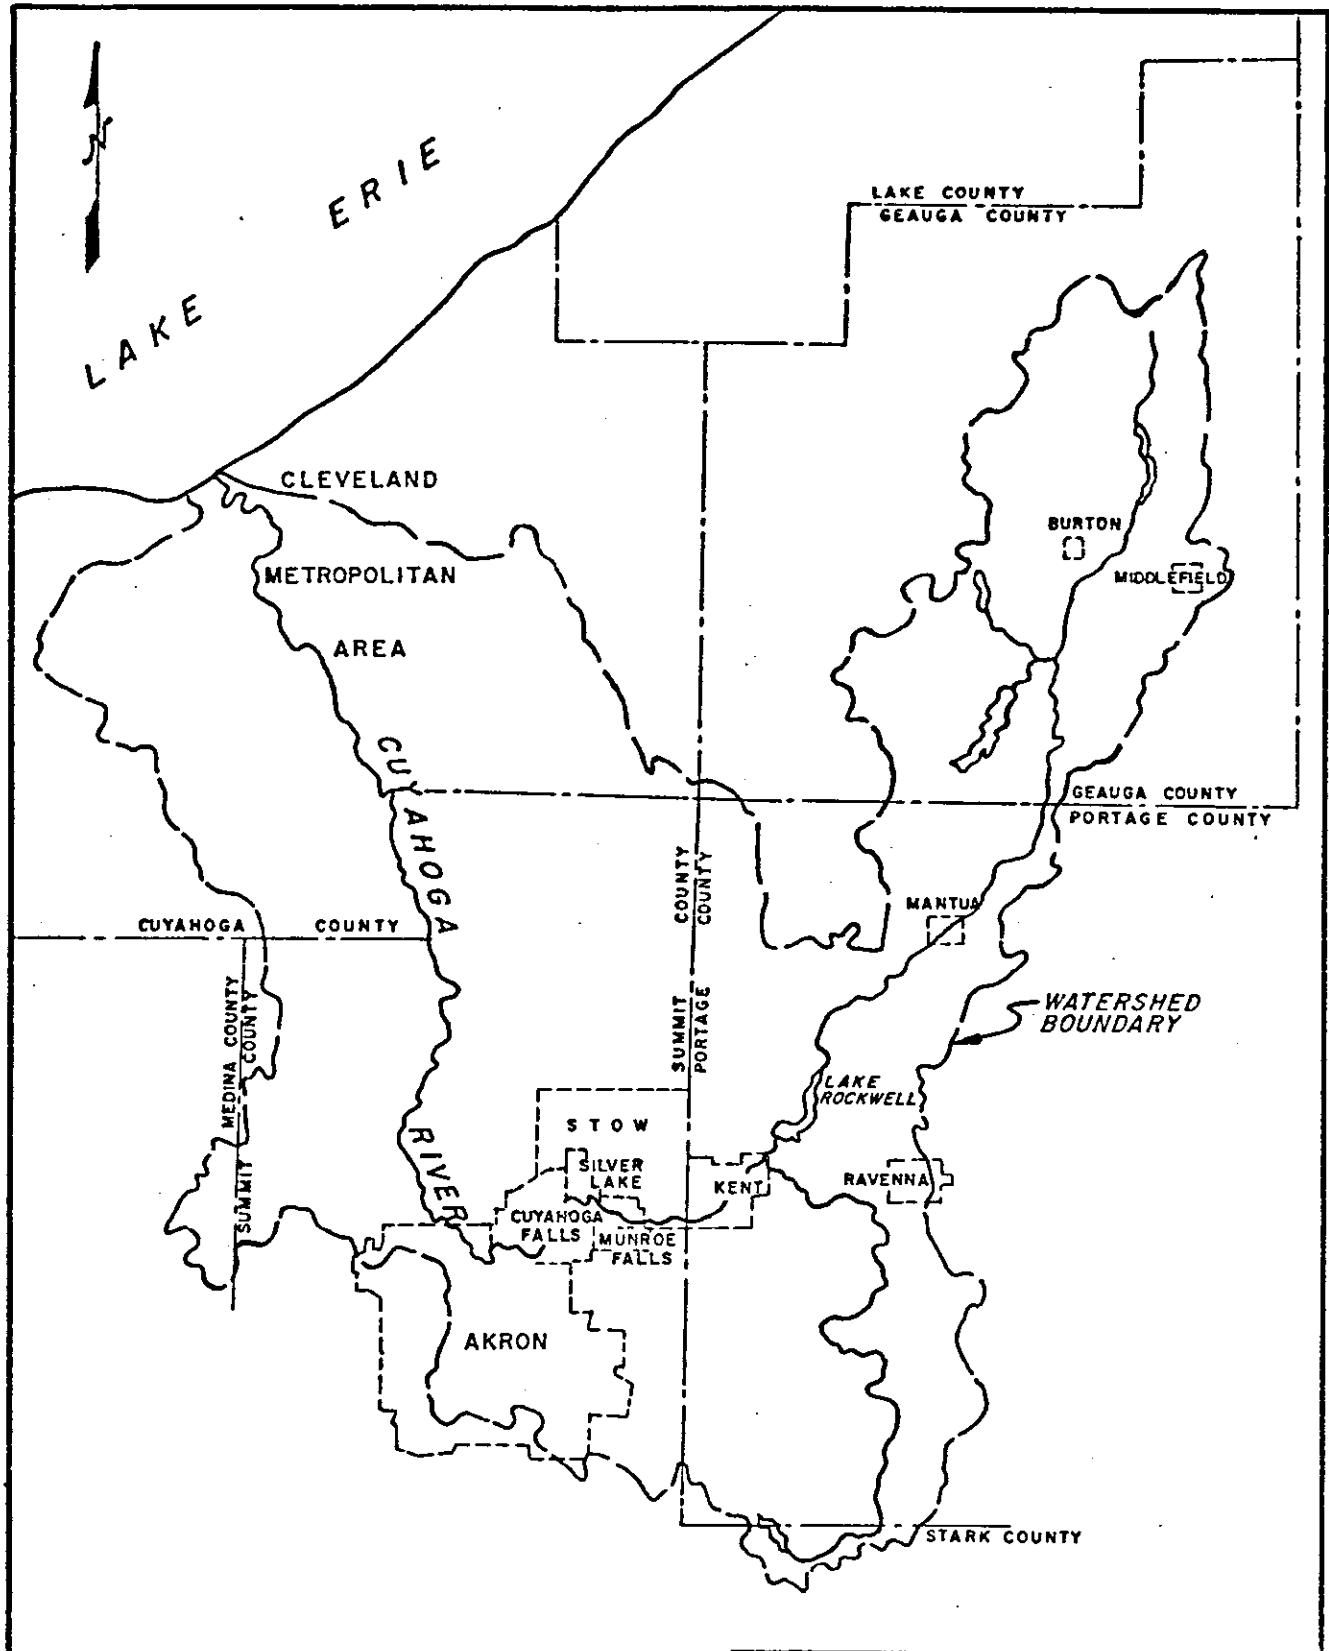 N
LAKE ERIE
LAKE COUNTY
GEAUGA COUNTY
CLEVELAND
METROPOLITAN
AREA
BURTON
MIDDLEFIELD
CUYAHOGA RIVER
GEAUGA COUNTY
PORTAGE COUNTY
SUMMIT COUNTY
PORTAGE COUNTY
MANTUA
CUYAHOGA COUNTY
MEDINA COUNTY
SUMMIT COUNTY
WATERSHED
BOUNDARY
LAKE
ROCKWELL
STOW
SILVER
LAKE
KENT
RAVENNA
CUYAHOGA
FALLS
MUNROE
FALLS
AKRON
STARK COUNTY